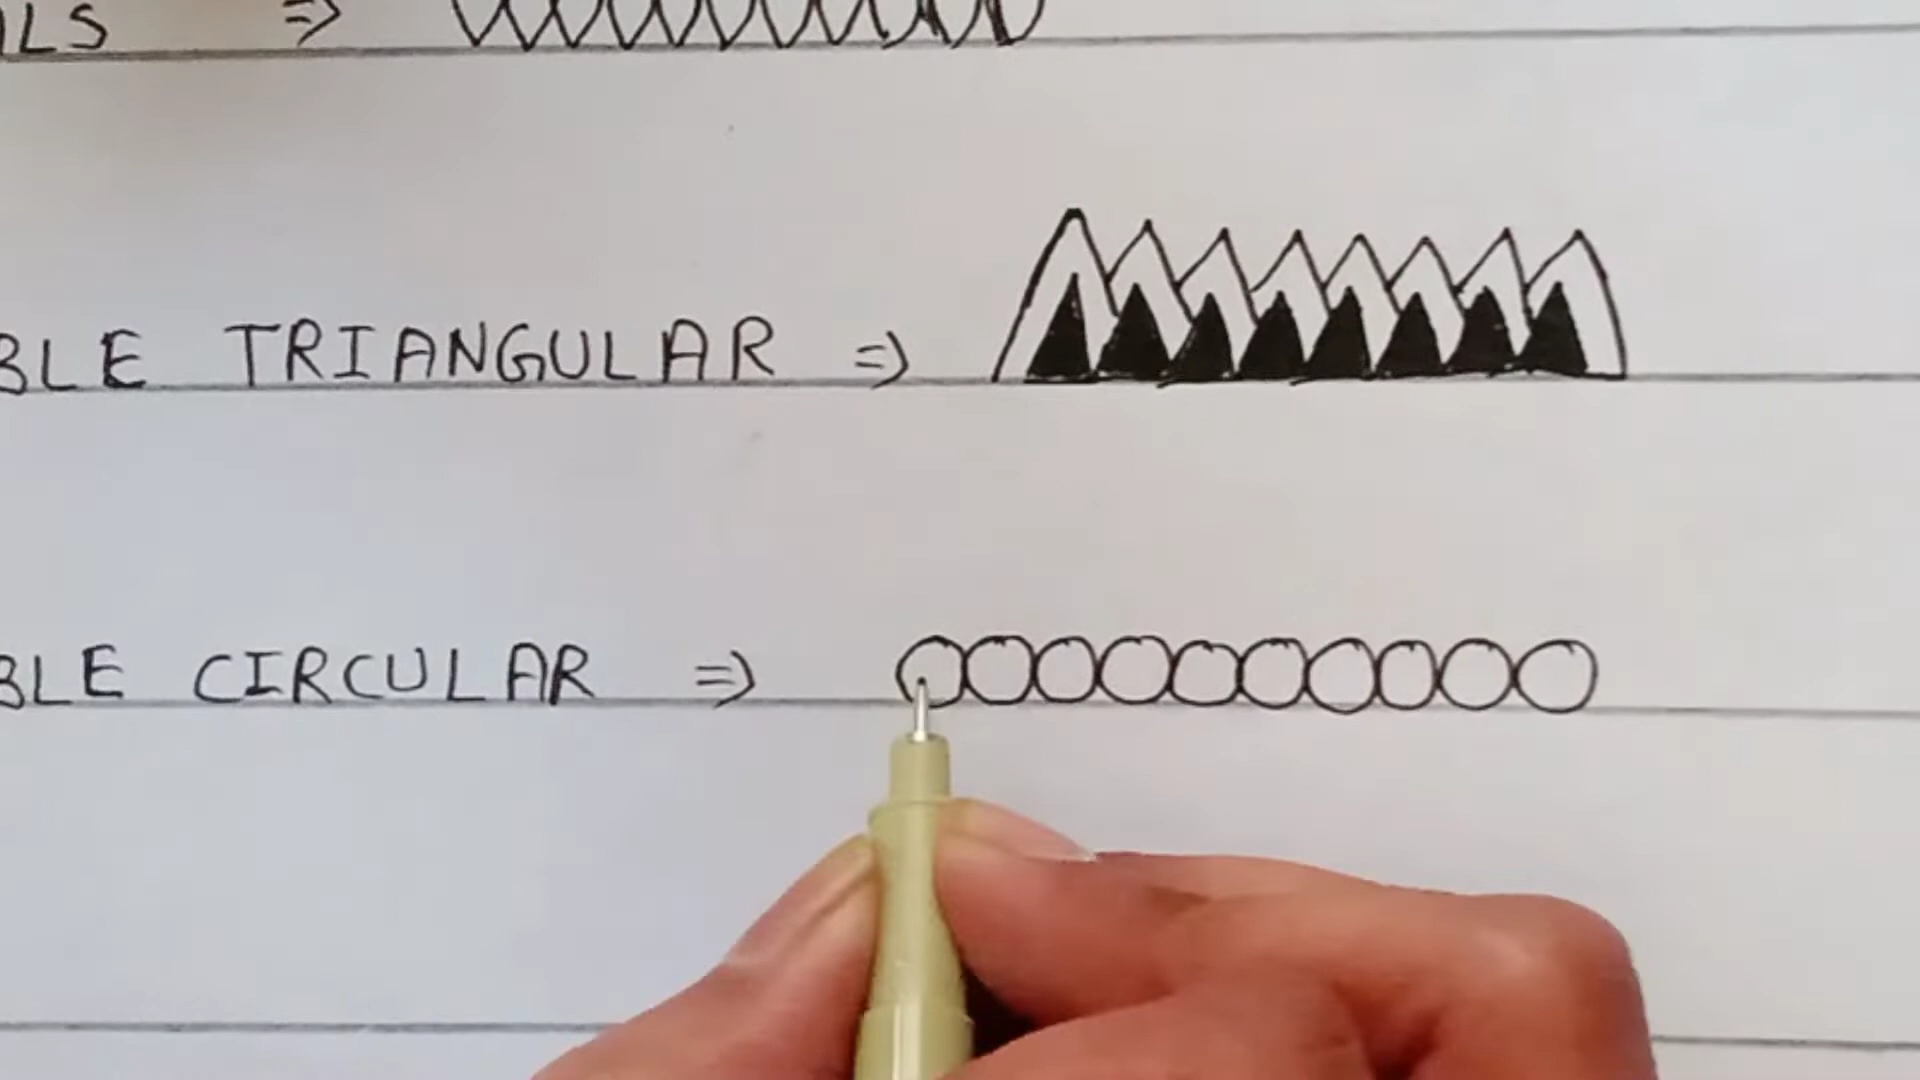 LS =>
BLE TRIANGULAR =>
BLE CIRCULAR =>